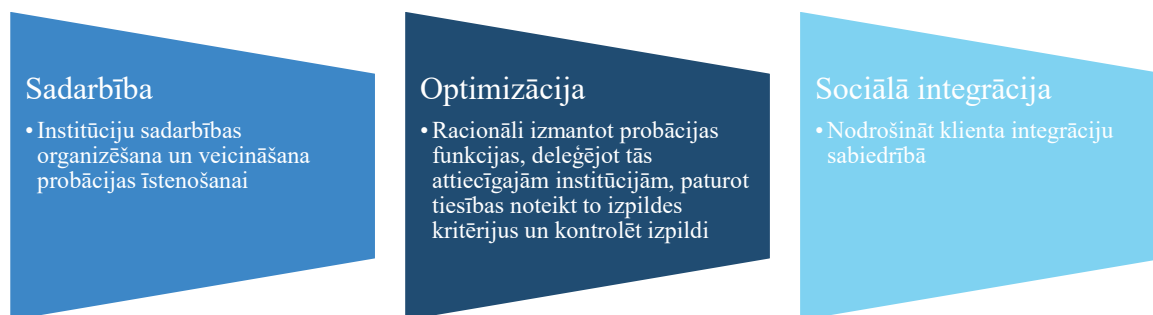 Sadarbība
• Institūciju sadarbības
organizēšana un veicināšana
probācijas īstenošanai
Optimizācija
• Racionāli izmantot probācijas
funkcijas, deleģējot tās
attiecīgajām institūcijām, paturot
tiesības noteikt to izpildes
kritērijus un kontrolēt izpildi
Sociālā integrācija
• Nodrošināt klienta integrāciju
sabiedrībā